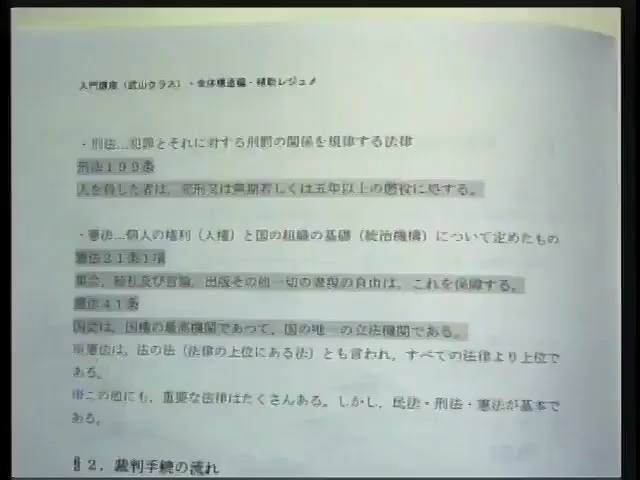 入門講座（武山クラス）・全体構造編・補助レジュメ
・刑法…犯罪とそれに対する刑罰の関係を規律する法律
刑法１９９条
人を殺した者は、死刑又は無期若しくは五年以上の懲役に処する。
・憲法…個人の権利（人権）と国の組織の基礎（統治機構）について定めたもの
憲法２１条１項
集会、結社及び言論、出版その他一切の表現の自由は、これを保障する。
憲法４１条
国会は、国権の最高機関であつて、国の唯一の立法機関である。
※憲法は、法の法（法律の上位にある法）とも言われ、すべての法律より上位で
ある。
※この他にも、重要な法律はたくさんある。しかし、民法・刑法・憲法が基本で
ある。
§２．裁判手続の流れ